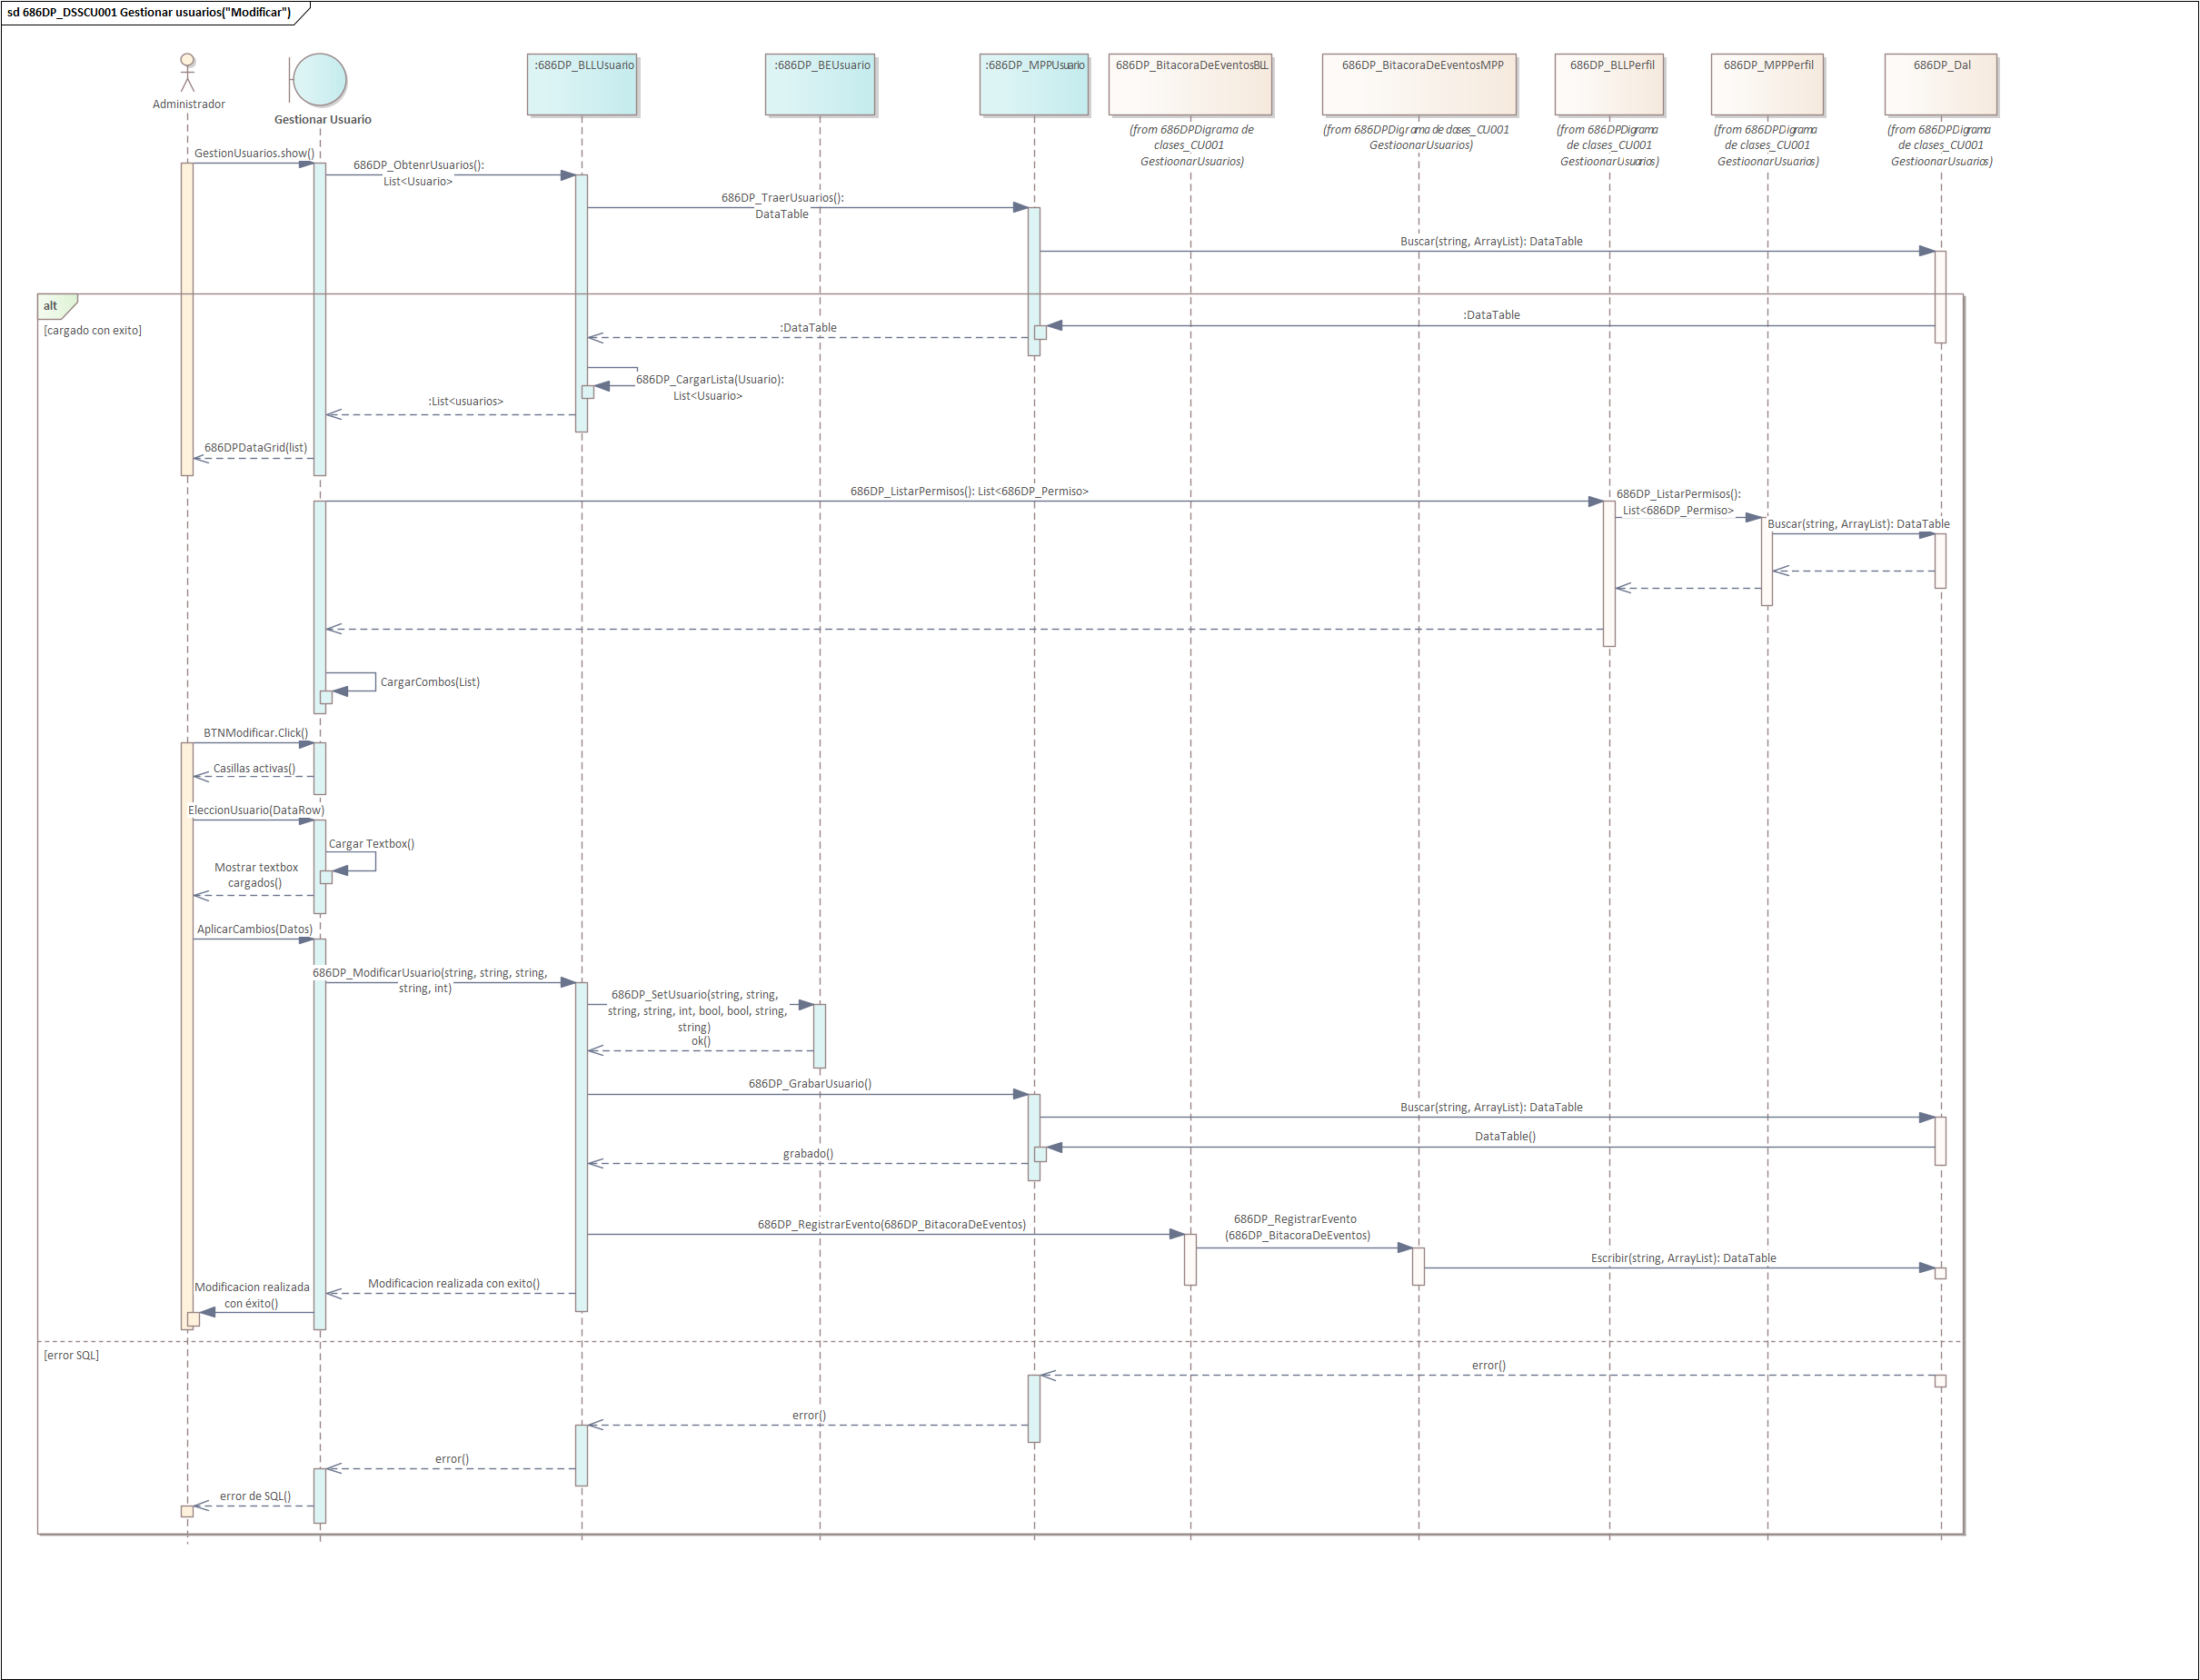 sd 686DP_DSSCU001 Gestionar usuarios("Modificar")
Administrador
Gestionar Usuario
:686DP_BLLUsuario
:686DP_BEUsuario
:686DP_MPPUsuario
686DP_BitacoraDeEventosBLL
686DP_BitacoraDeEventosMPP
686DP_BLLPerfil
686DP_MPPPerfil
686DP_Dal
(from 686DPDigrama de
clases_CU001
GestioonarUsuarios)
(from 686DPDigrama de clases_CU001
GestioonarUsuarios)
(from 686DPDigrama
de clases_CU001
GestioonarUsuarios)
(from 686DPDigrama
de clases_CU001
GestioonarUsuarios)
(from 686DPDigrama
de clases_CU001
GestioonarUsuarios)
GestionUsuarios.show()
686DP_ObtenrUsuarios():
List<Usuario>
686DP_TraerUsuarios():
DataTable
Buscar(string, ArrayList): DataTable
alt
[cargado con exito]
:DataTable
:DataTable
686DP_CargarLista(Usuario):
List<Usuario>
:List<usuarios>
686DPDataGrid(list)
686DP_ListarPermisos(): List<686DP_Permiso>
686DP_ListarPermisos():
List<686DP_Permiso>
Buscar(string, ArrayList): DataTable
CargarCombos(List)
BTNModificar.Click()
Casillas activas()
EleccionUsuario(DataRow)
Cargar Textbox()
Mostrar textbox
cargados()
AplicarCambios(Datos)
686DP_ModificarUsuario(string, string, string,
string, int)
686DP_SetUsuario(string, string,
string, string, int, bool, bool, string,
string)
ok()
686DP_GrabarUsuario()
Buscar(string, ArrayList): DataTable
DataTable()
grabado()
686DP_RegistrarEvento(686DP_BitacoraDeEventos)
686DP_RegistrarEvento
(686DP_BitacoraDeEventos)
Escribir(string, ArrayList): DataTable
Modificacion realizada con exito()
Modificacion realizada
con éxito()
[error SQL]
error()
error()
error()
error de SQL()